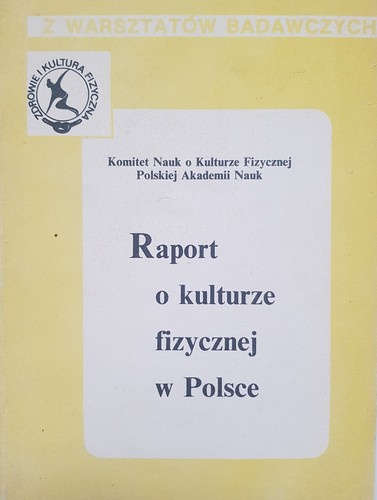 Z WARSZTATÓW BADAWCZYCH
ZDROWIE I KULTURA FIZYCZNA
Komitet Nauk o Kulturze Fizycznej
Polskiej Akademii Nauk
Raport
o kulturze
fizycznej
w Polsce